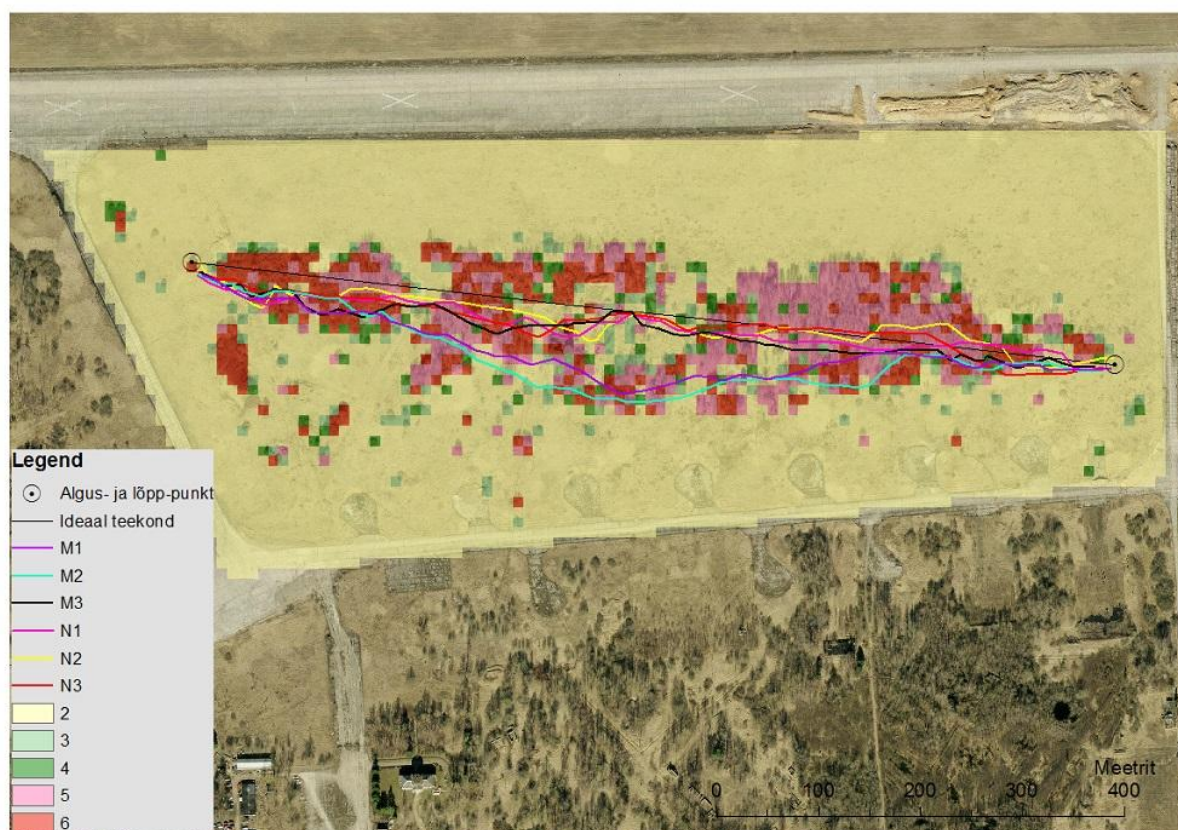 Legend
Algus- ja lõpp-punkt
Ideaal teekond
M1
M2
M3
N1
N2
N3
2
3
4
5
6
Meetrit
0 100 200 300 400